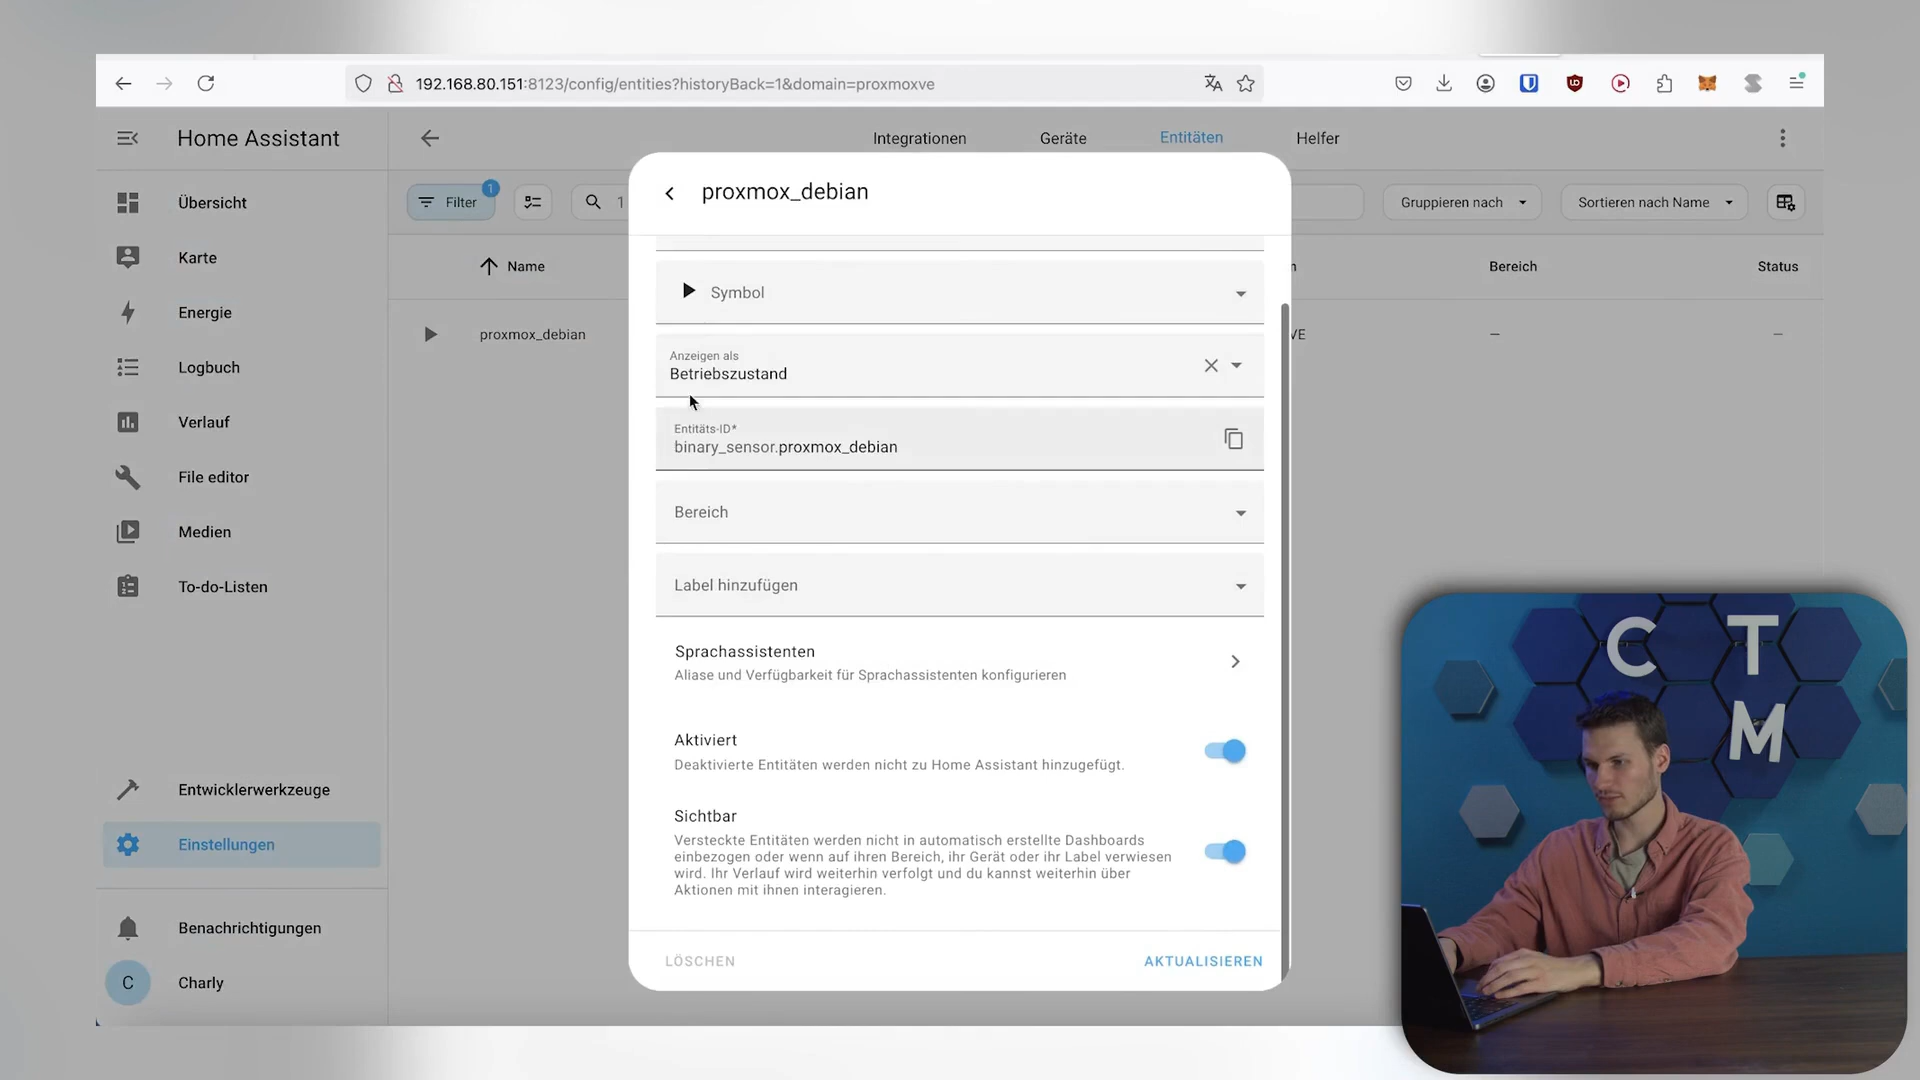 192.168.80.151:8123/config/entities?historyBack=1&domain=proxmoxve
Home Assistant
Integrationen
Geräte
Entitäten
Helfer
Übersicht
Karte
Energie
Logbuch
Verlauf
File editor
Medien
To-do-Listen
Entwicklerwerkzeuge
Einstellungen
Benachrichtigungen
C
Charly
Filter
1
1
Gruppieren nach
Sortieren nach Name
Name
n
Bereich
Status
proxmox_debian
VE
—
—
proxmox_debian
Symbol
Anzeigen als
Betriebszustand
Entitäts-ID*
binary_sensor.proxmox_debian
Bereich
Label hinzufügen
Sprachassistenten
Aliase und Verfügbarkeit für Sprachassistenten konfigurieren
Aktiviert
Deaktivierte Entitäten werden nicht zu Home Assistant hinzugefügt.
Sichtbar
Versteckte Entitäten werden nicht in automatisch erstellte Dashboards
einbezogen oder wenn auf ihren Bereich, ihr Gerät oder ihr Label verwiesen
wird. Ihr Verlauf wird weiterhin verfolgt und du kannst weiterhin über
Aktionen mit ihnen interagieren.
LÖSCHEN
AKTUALISIEREN
C T
M